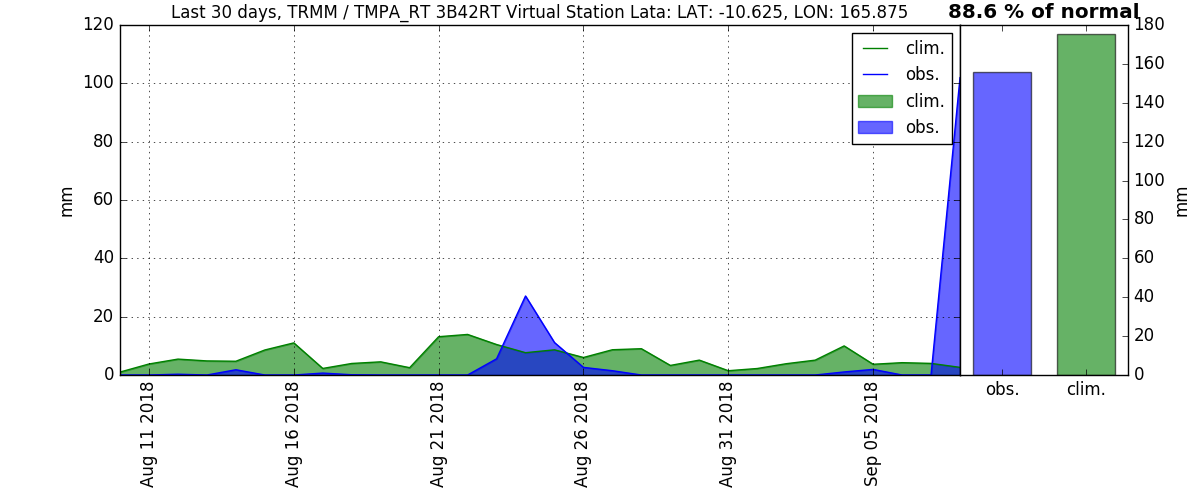 Last 30 days, TRMM / TMPA_RT 3B42RT Virtual Station Lata: LAT: -10.625, LON: 165.875
88.6 % of normal
120
100
80
60
40
20
0
mm
clim.
obs.
clim.
obs.
Aug 11 2018
Aug 16 2018
Aug 21 2018
Aug 26 2018
Aug 31 2018
Sep 05 2018
180
160
140
120
100
80
60
40
20
0
mm
obs.
clim.